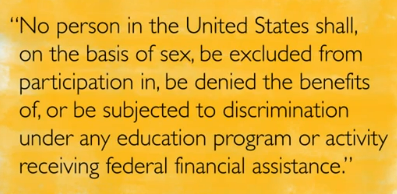 “No person in the United States shall,
on the basis of sex, be excluded from
participation in, be denied the benefits
of, or be subjected to discrimination
under any education program or activity
receiving federal financial assistance.”